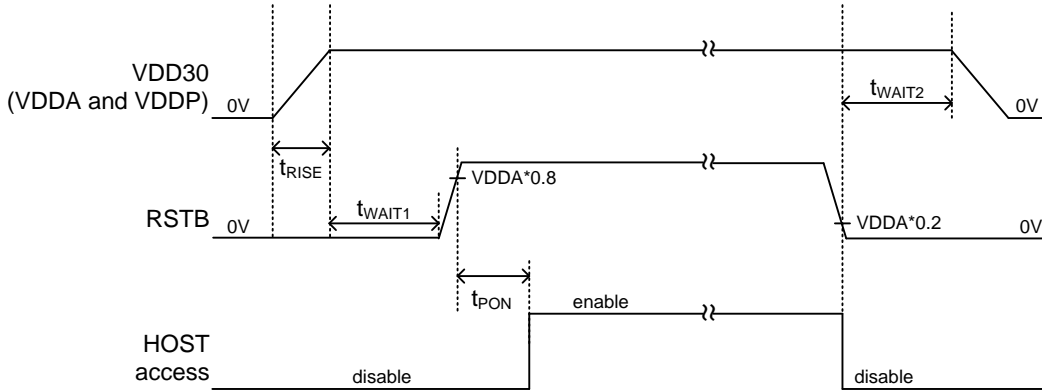 VDD30
(VDDA and VDDP)
0V
tWAIT2
0V
tRISE
VDDA*0.8
RSTB
0V
tWAIT1
VDDA*0.2
0V
tPON
enable
HOST
access
disable
disable